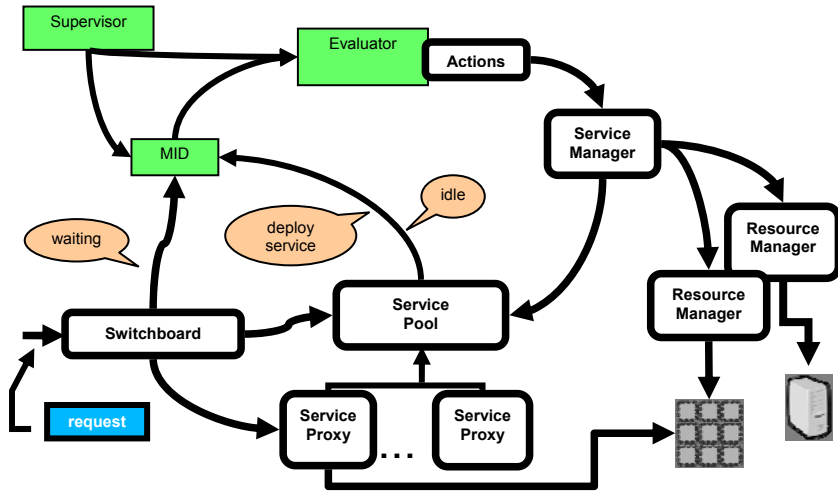 Supervisor
Evaluator
Actions
MID
Service
Manager
idle
deploy
service
waiting
Resource
Manager
Resource
Manager
Service
Pool
Switchboard
request
Service
Proxy
...
Service
Proxy